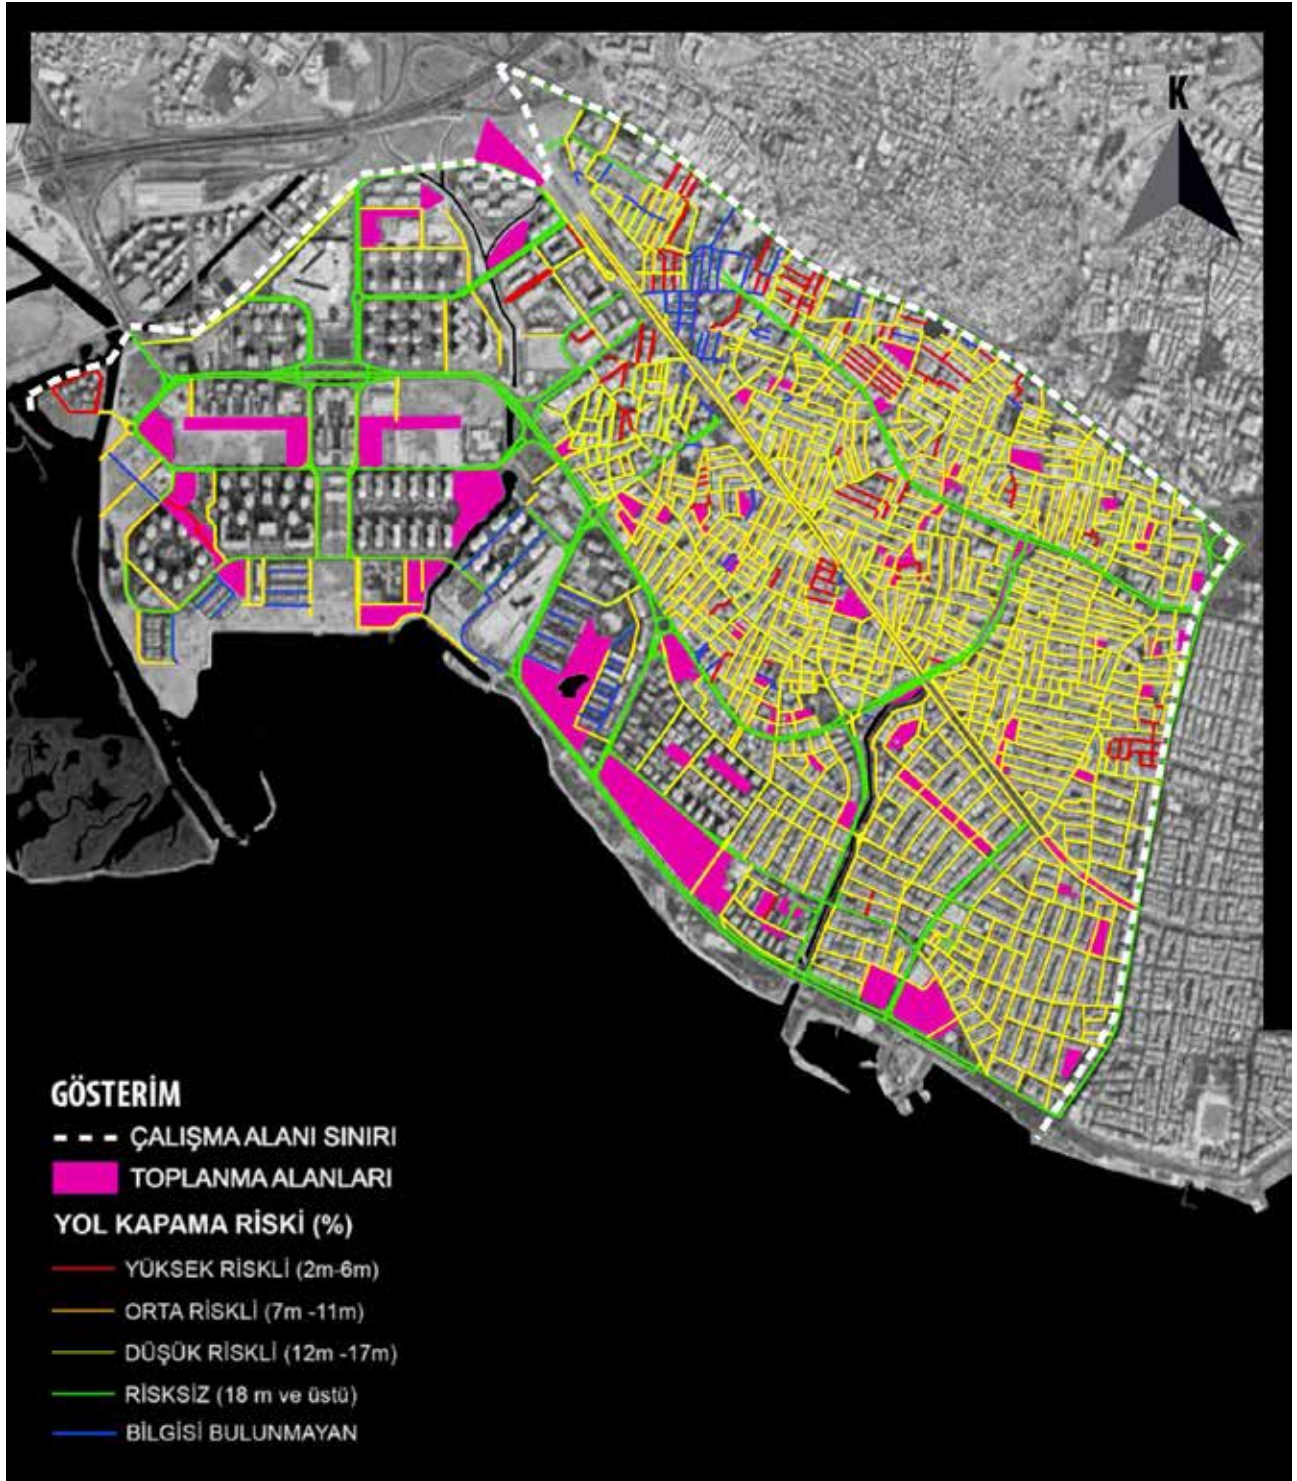 K
GÖSTERİM
ÇALIŞMA ALANI SINIRI
TOPLANMA ALANLARI
YOL KAPAMA RİSKİ (%)
YÜKSEK RİSKLİ (2m-6m)
ORTA RİSKLİ (7m -11m)
DÜŞÜK RİSKLİ (12m -17m)
RİSKSİZ (18 m ve üstü)
BİLGİSİ BULUNMAYAN